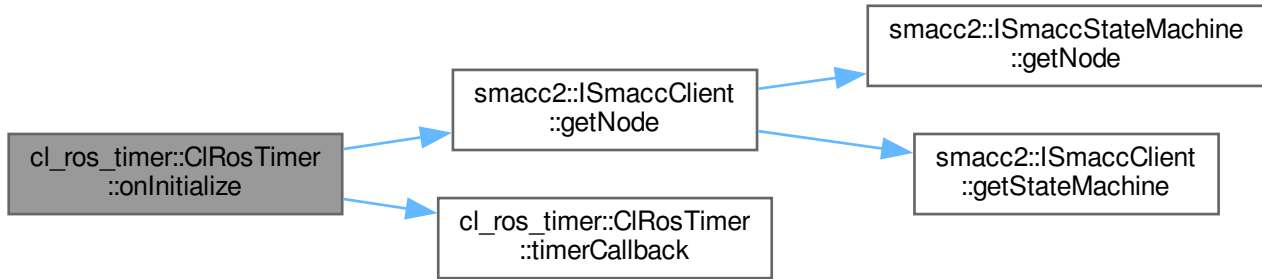 cl_ros_timer::ClRosTimer
::onInitialize
smacc2::ISmaccClient
::getNode
smacc2::ISmaccStateMachine
::getNode
smacc2::ISmaccClient
::getStateMachine
cl_ros_timer::ClRosTimer
::timerCallback